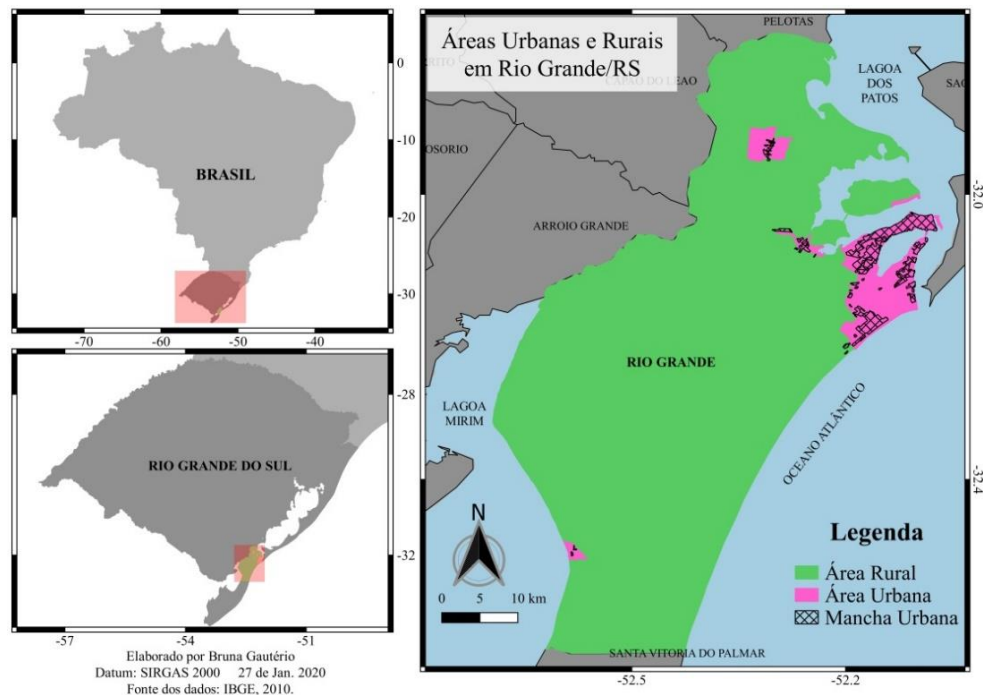 BRASIL
0
-10
-20
-30
-70
-60
-50
-40
RIO GRANDE DO SUL
-28
-32
-57
-54
-51
Elaborado por Bruna Gautério
Datum: SIRGAS 2000 27 de Jan. 2020
Fonte dos dados: IBGE, 2010.
Áreas Urbanas e Rurais
em Rio Grande/RS
PELOTAS
CAPÃO DO LEÃO
LAGOA
DOS
PATOS
OSORIO
ARROIO GRANDE
-32.0
RIO GRANDE
LAGOA
MIRIM
OCEANO ATLÂNTICO
-32.4
N
0 5 10 km
Legenda
Área Rural
Área Urbana
Mancha Urbana
SANTA VITORIA DO PALMAR
-52.5
-52.2